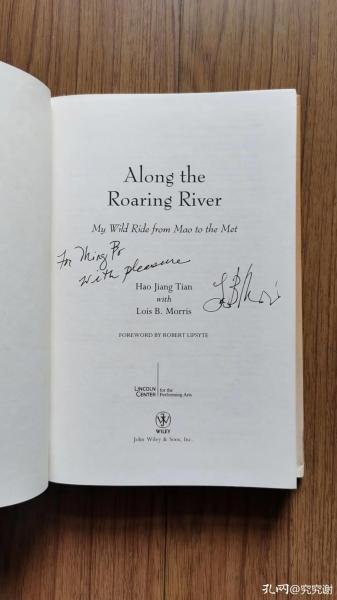 Along the
Roaring River
My Wild Ride from Mao to the Met
For Ming Po
with pleasure
Hao Jiang Tian
with
Lois B. Morris
FOREWORD BY ROBERT LIPSYTE
LINCOLN CENTER for the Performing Arts
WILEY
John Wiley & Sons, Inc.
孔网@究究谢